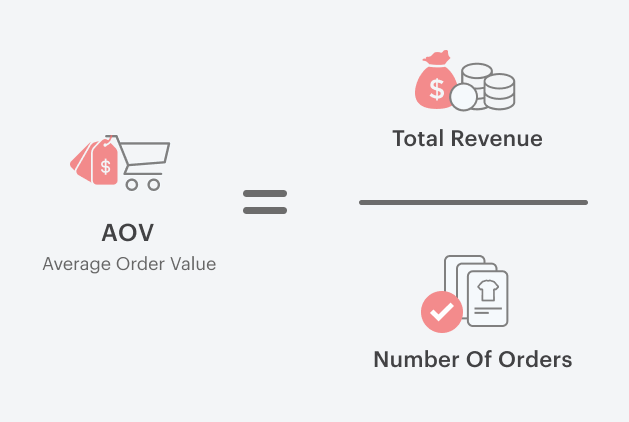 $
Total Revenue
$
AOV
Average Order Value
=
Number Of Orders